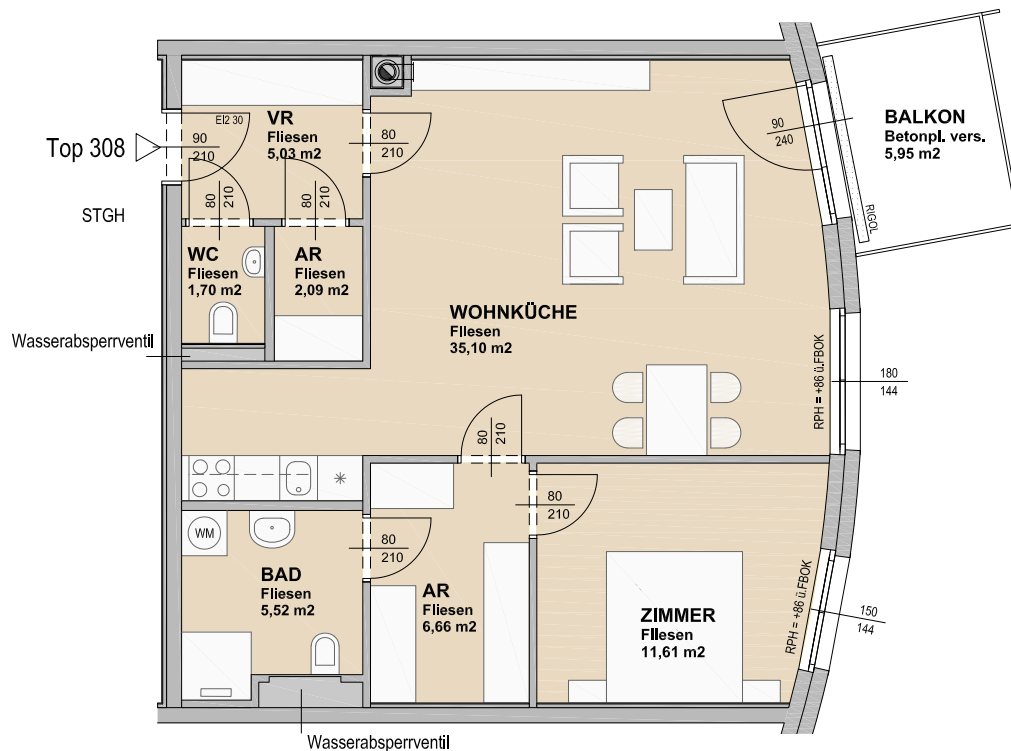 VR
Fliesen
5,03 m2
EI2 30
90
210
80
210
Top 308
STGH
80
210
80
210
WC
Fliesen
1,70 m2
AR
Fliesen
2,09 m2
Wasserabsperrventil
WOHNKÜCHE
Fliesen
35,10 m2
90
240
BALKON
Betonpl. vers.
5,95 m2
RIGOL
RPH = +86 ü.FBOK
180
144
80
210
80
210
WM
BAD
Fliesen
5,52 m2
80
210
AR
Fliesen
6,66 m2
ZIMMER
Fliesen
11,61 m2
RPH = +86 ü.FBOK
150
144
Wasserabsperrventil